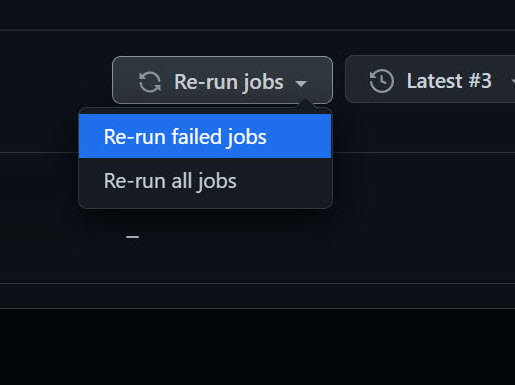 Re-run jobs
Latest #3
Re-run failed jobs
Re-run all jobs
–